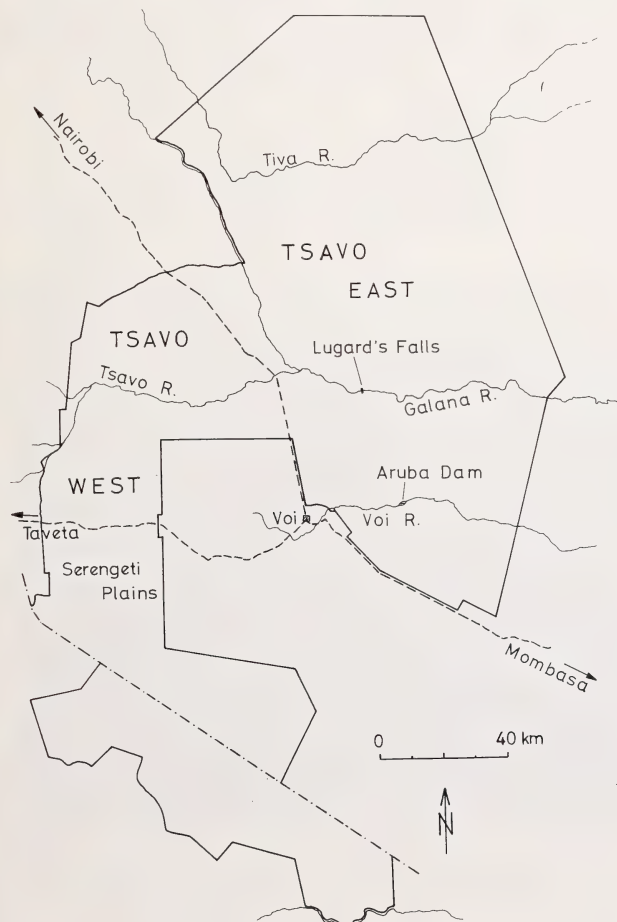 Nairobi
Tiva R.
TSAVO
EAST
TSAVO
Lugard's Falls
Tsavo R.
Galana R.
WEST
Aruba Dam
Voi
Voi R.
Taveta
Serengeti
Plains
Mombasa
0 40 km
N